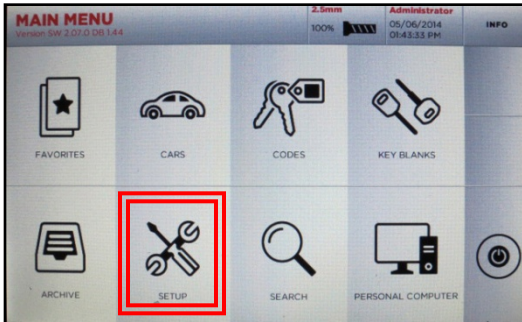 MAIN MENU
Version SW 2.07.0 DB 1.44
2.5mm
100%
Administrator
05/06/2014
01:43:33 PM
INFO
FAVORITES
CARS
CODES
KEY BLANKS
ARCHIVE
SETUP
SEARCH
PERSONAL COMPUTER